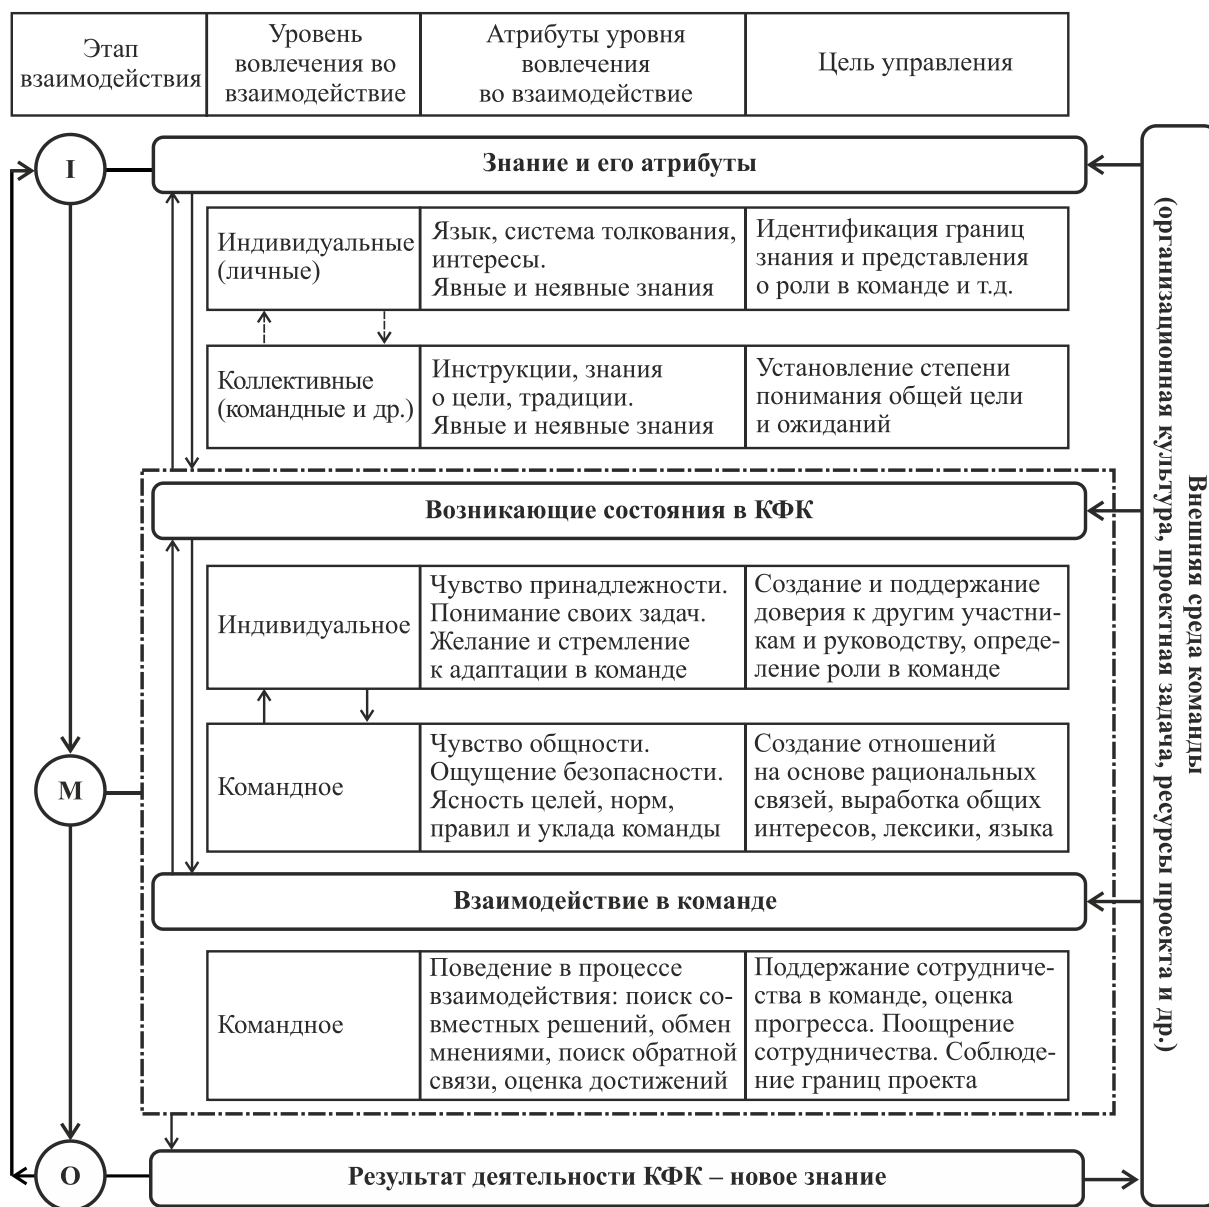 Этап
взаимодействия
Уровень
вовлечения во
взаимодействие
Атрибуты уровня
вовлечения
во взаимодействие
Цель управления
I
Знание и его атрибуты
Индивидуальные
(личные)
Язык, система толкования,
интересы.
Явные и неявные знания
Идентификация границ
знания и представления
о роли в команде и т.д.
Коллективные
(командные и др.)
Инструкции, знания
о цели, традиции.
Явные и неявные знания
Установление степени
понимания общей цели
и ожиданий
M
Возникающие состояния в КФК
Индивидуальное
Чувство принадлежности.
Понимание своих задач.
Желание и стремление
к адаптации в команде
Создание и поддержание
доверия к другим участни-
кам и руководству, опреде-
ление роли в команде
Командное
Чувство общности.
Ощущение безопасности.
Ясность целей, норм,
правил и уклада команды
Создание отношений
на основе рациональных
связей, выработка общих
интересов, лексики, языка
Взаимодействие в команде
Командное
Поведение в процессе
взаимодействия: поиск со-
вместных решений, обмен
мнениями, поиск обратной
связи, оценка достижений
Поддержание сотрудниче-
ства в команде, оценка
прогресса. Поощрение
сотрудничества. Соблюде-
ние границ проекта
O
Результат деятельности КФК – новое знание
Внешняя среда команды
(организационная культура, проектная задача, ресурсы проекта и др.)